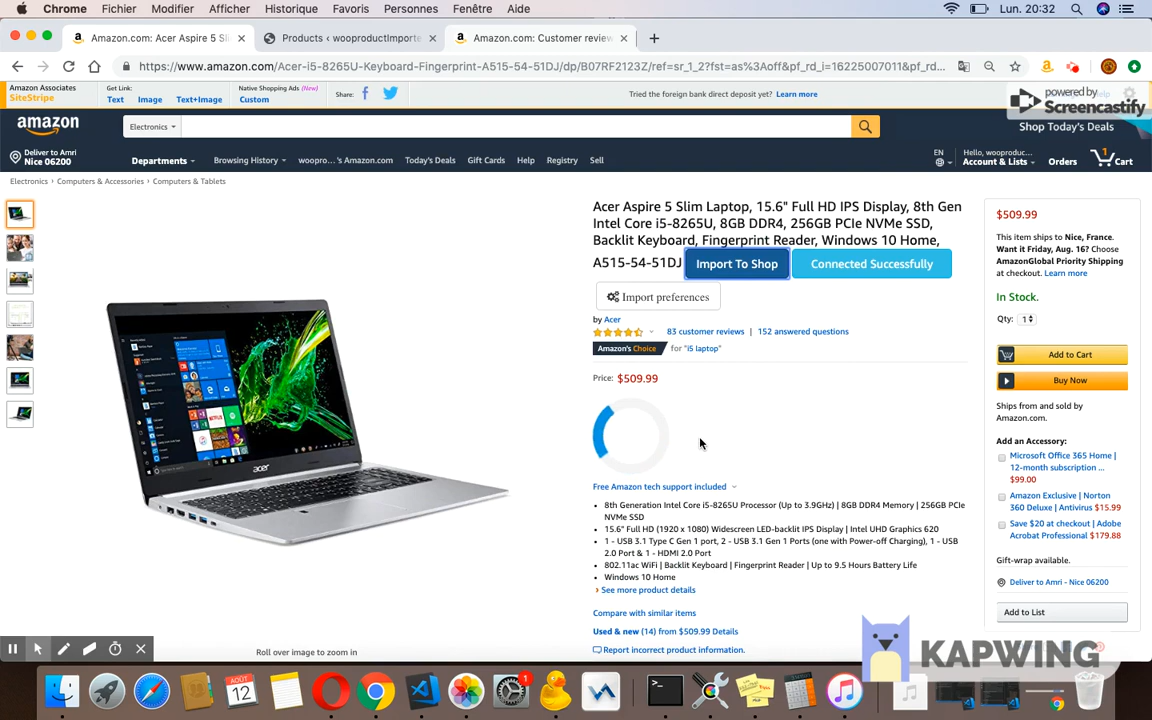 Chrome Fichier Modifier Afficher Historique Favoris Personnes Fenêtre Aide Lun. 20:32
Amazon.com: Acer Aspire 5 Sli
Products ‹ wooproductImporte
Amazon.com: Customer review
https://www.amazon.com/Acer-i5-8265U-Keyboard-Fingerprint-A515-54-51DJ/dp/B07RF2123Z/ref=sr_1_2?fst=as%3Aoff&pf_rd_i=16225007011&pf_rd...
Amazon Associates
SiteStripe
Get Link:
Text Image Text+Image
Native Shopping Ads (New)
Custom
Share:
Tried the foreign bank direct deposit yet? Learn more
powered by
Screencastify
amazon
Electronics
Shop Today's Deals
Deliver to Amri
Nice 06200
Departments Browsing History woopro... 's Amazon.com Today's Deals Gift Cards Help Registry Sell
EN
Hello, wooproduc...
Account & Lists
Orders
1
Cart
Electronics › Computers & Accessories › Computers & Tablets
Acer Aspire 5 Slim Laptop, 15.6" Full HD IPS Display, 8th Gen
Intel Core i5-8265U, 8GB DDR4, 256GB PCIe NVMe SSD,
Backlit Keyboard, Fingerprint Reader, Windows 10 Home,
A515-54-51DJ Import To Shop Connected Successfully
Import preferences
by Acer
83 customer reviews | 152 answered questions
Amazon's Choice for "i5 laptop"
Price: $509.99
Free Amazon tech support included
8th Generation Intel Core i5-8265U Processor (Up to 3.9GHz) | 8GB DDR4 Memory | 256GB PCIe
NVMe SSD
15.6" Full HD (1920 x 1080) Widescreen LED-backlit IPS Display | Intel UHD Graphics 620
1 - USB 3.1 Type C Gen 1 port, 2 - USB 3.1 Gen 1 Ports (one with Power-off Charging), 1 - USB
2.0 Port & 1 - HDMI 2.0 Port
802.11ac WiFi | Backlit Keyboard | Fingerprint Reader | Up to 9.5 Hours Battery Life
Windows 10 Home
› See more product details
Compare with similar items
Used & new (14) from $509.99 Details
Report incorrect product information.
acer
Roll over image to zoom in
$509.99
This item ships to Nice, France.
Want it Friday, Aug. 16? Choose
AmazonGlobal Priority Shipping
at checkout. Learn more
In Stock.
Qty: 1
Add to Cart
Buy Now
Ships from and sold by
Amazon.com.
Add an Accessory:
Microsoft Office 365 Home |
12-month subscription ...
$99.00
Amazon Exclusive | Norton
360 Deluxe | Antivirus $15.99
Save $20 at checkout | Adobe
Acrobat Professional $179.88
Gift-wrap available.
Deliver to Amri - Nice 06200
Add to List
KAPWING
AOÛT
12
1